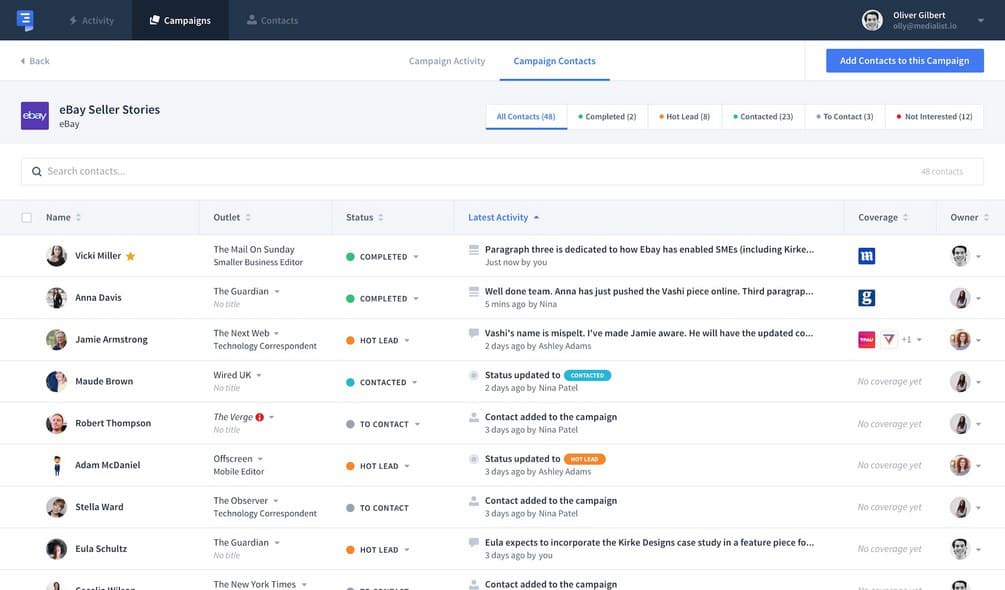 Activity
Campaigns
Contacts
Oliver Gilbert
olly@medialist.io
Back
Campaign Activity
Campaign Contacts
Add Contacts to this Campaign
ebay
eBay Seller Stories
eBay
All Contacts (48)
Completed (2)
Hot Lead (8)
Contacted (23)
To Contact (3)
Not Interested (12)
Search contacts...
48 contacts
Name
Outlet
Status
Latest Activity
Coverage
Owner
Vicki Miller
The Mail On Sunday
Smaller Business Editor
COMPLETED
Paragraph three is dedicated to how Ebay has enabled SMEs (including Kirke...
Just now by you
m
Anna Davis
The Guardian
No title
COMPLETED
Well done team. Anna has just pushed the Vashi piece online. Third paragrap...
5 mins ago by Nina
g
Jamie Armstrong
The Next Web
Technology Correspondent
HOT LEAD
Vashi's name is mispelt. I've made Jamie aware. He will have the updated co...
2 days ago by Ashley Adams
+1
Maude Brown
Wired UK
No title
CONTACTED
Status updated to CONTACTED
2 days ago by Nina Patel
No coverage yet
Robert Thompson
The Verge
No title
TO CONTACT
Contact added to the campaign
3 days ago by Nina Patel
No coverage yet
Adam McDaniel
Offscreen
Mobile Editor
HOT LEAD
Status updated to HOT LEAD
3 days ago by Ashley Adams
No coverage yet
Stella Ward
The Observer
Technology Correspondent
TO CONTACT
Contact added to the campaign
3 days ago by Nina Patel
No coverage yet
Eula Schultz
The Guardian
No title
HOT LEAD
Eula expects to incorporate the Kirke Designs case study in a feature piece fo...
3 days ago by you
No coverage yet
The New York Times
Contact added to the campaign